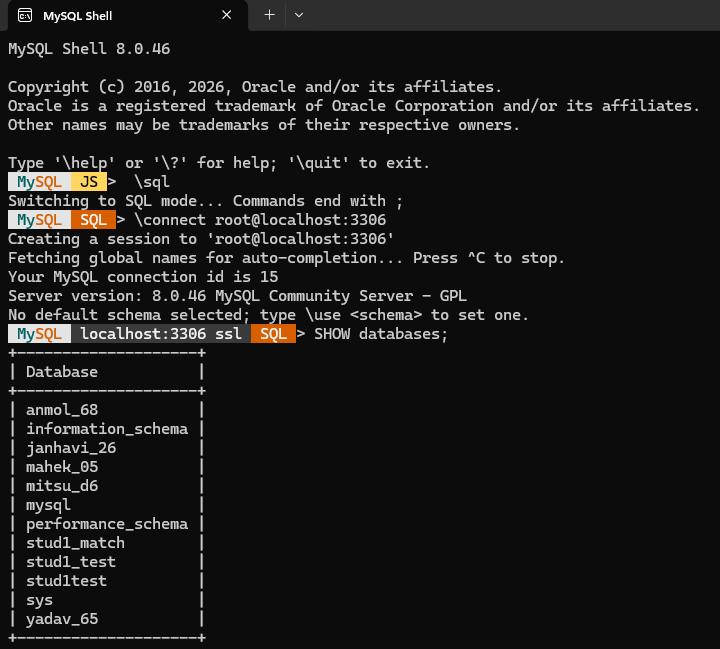 MySQL Shell
MySQL Shell 8.0.46
Copyright (c) 2016, 2026, Oracle and/or its affiliates.
Oracle is a registered trademark of Oracle Corporation and/or its affiliates.
Other names may be trademarks of their respective owners.
Type '\help' or '\?' for help; '\quit' to exit.
MySQL JS > \sql
Switching to SQL mode... Commands end with ;
MySQL SQL > \connect root@localhost:3306
Creating a session to 'root@localhost:3306'
Fetching global names for auto-completion... Press ^C to stop.
Your MySQL connection id is 15
Server version: 8.0.46 MySQL Community Server - GPL
No default schema selected; type \use <schema> to set one.
MySQL localhost:3306 ssl SQL > SHOW databases;
+--------------------+
| Database           |
+--------------------+
| anmol_68           |
| information_schema |
| janhavi_26         |
| mahek_05           |
| mitsu_d6           |
| mysql              |
| performance_schema |
| stud1_match        |
| stud1_test         |
| stud1test          |
| sys                |
| yadav_65           |
+--------------------+